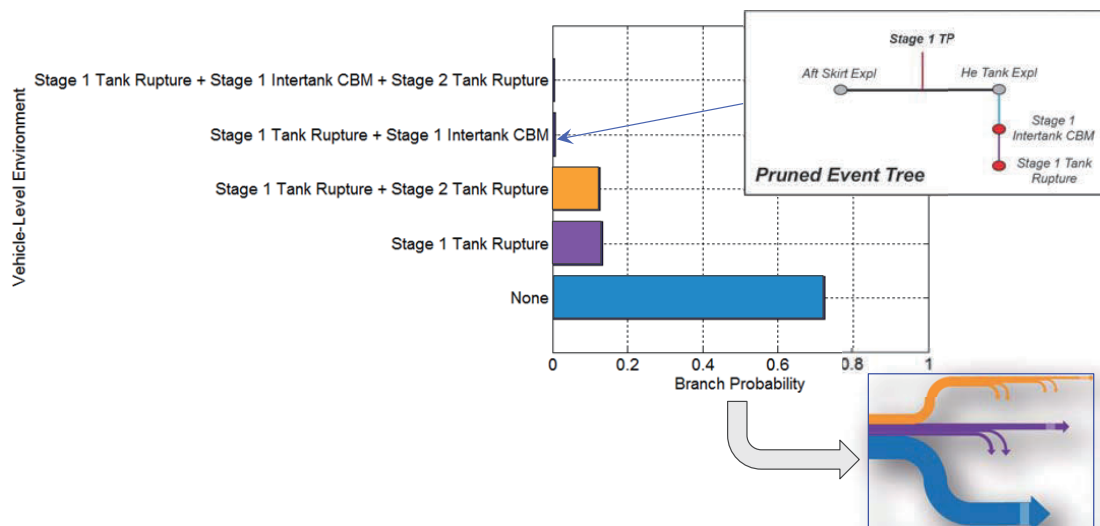 Stage 1 TP
Aft Skirt Expl
He Tank Expl
Stage 1
Intertank CBM
Stage 1 Tank
Rupture
Pruned Event Tree
Vehicle-Level Environment
Stage 1 Tank Rupture + Stage 1 Intertank CBM + Stage 2 Tank Rupture
Stage 1 Tank Rupture + Stage 1 Intertank CBM
Stage 1 Tank Rupture + Stage 2 Tank Rupture
Stage 1 Tank Rupture
None
0 0.2 0.4 0.6 0.8 1
Branch Probability